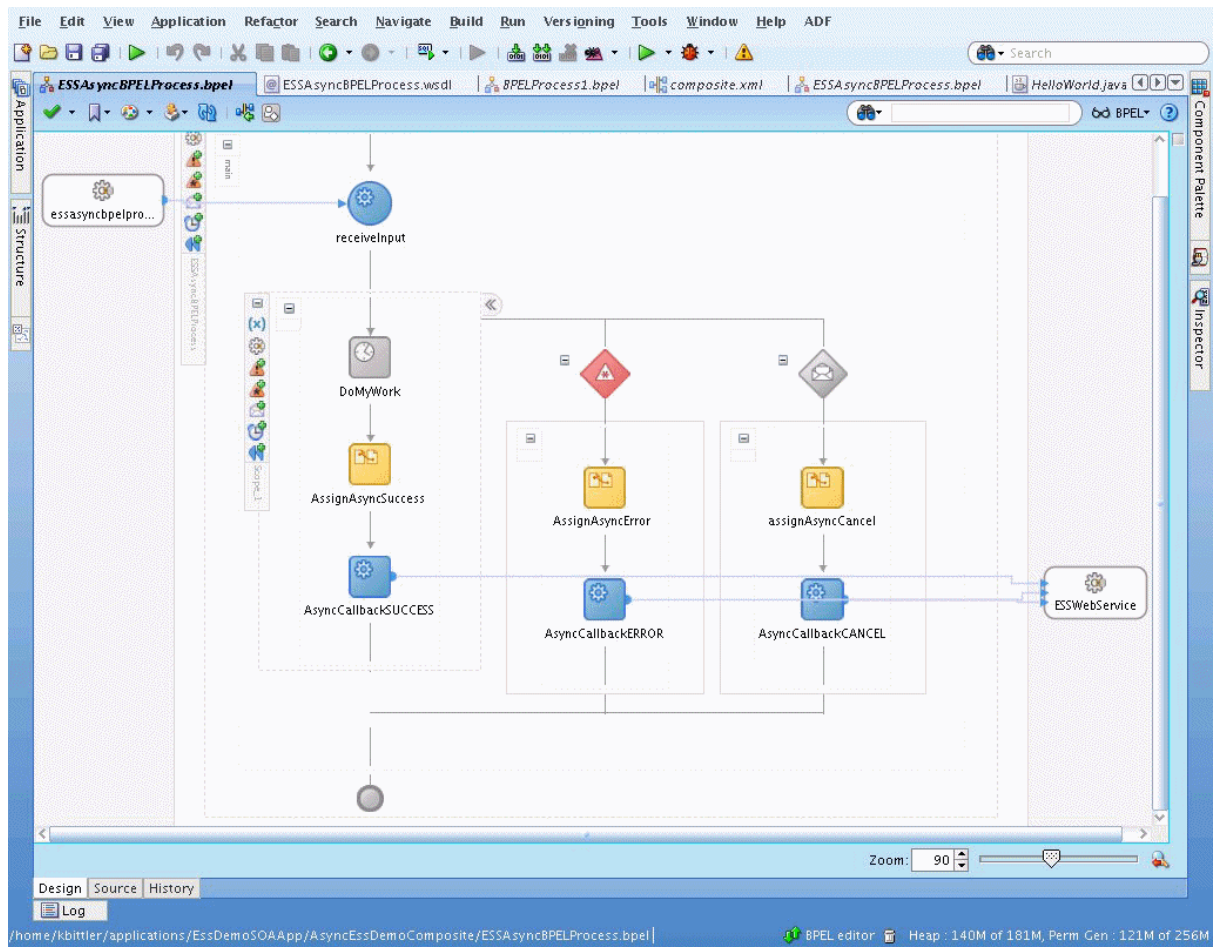 File Edit View Application Refactor Search Navigate Build Run Versioning Tools Window Help ADF
Search
ESSAsyncBPELProcess.bpel ESSAsyncBPELProcess.wsdl BPELProcess1.bpel composite.xml ESSAsyncBPELProcess.bpel HelloWorld.java
BPEL
Application
Structure
Component Palette
Inspector
main
essasyncbpelpro...
ESSAsyncBPELProcess
receiveInput
(x)
Scope_1
DoMyWork
AssignAsyncSuccess
AssignAsyncError
assignAsyncCancel
AsyncCallbackSUCCESS
AsyncCallbackERROR
AsyncCallbackCANCEL
ESSWebService
Zoom: 90
Design Source History
Log
/home/kbittler/applications/EssDemoSOAApp/AsyncEssDemoComposite/ESSAsyncBPELProcess.bpel BPEL editor Heap : 140M of 181M, Perm Gen : 121M of 256M